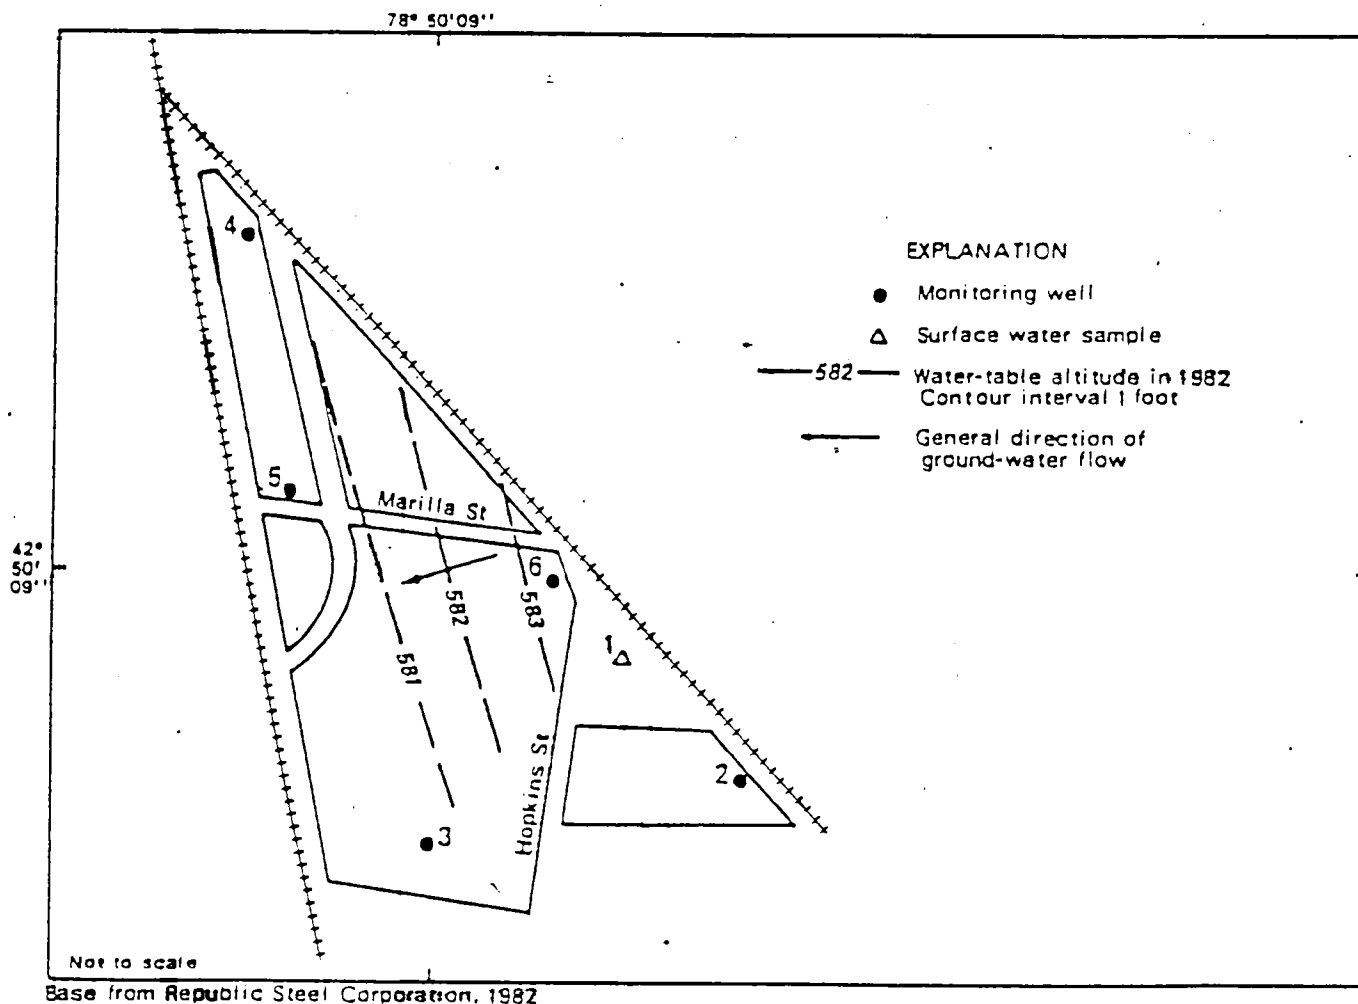 78° 50'09''
4
EXPLANATION
Monitoring well
Surface water sample
582 Water-table altitude in 1982
Contour interval 1 foot
General direction of
ground-water flow
5
Marilla St
42°
50'
09''
6
582
583
1
581
2
Hopkins St
3
Not to scale
Base from Republic Steel Corporation, 1982